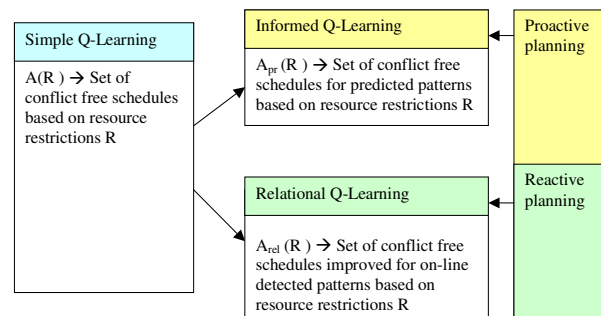 Simple Q-Learning
A(R ) → Set of
conflict free schedules
based on resource
restrictions R
Informed Q-Learning
Apr (R ) → Set of conflict free
schedules for predicted patterns
based on resource restrictions R
Proactive
planning
Relational Q-Learning
Arel (R ) → Set of conflict free
schedules improved for on-line
detected patterns based on
resource restrictions R
Reactive
planning